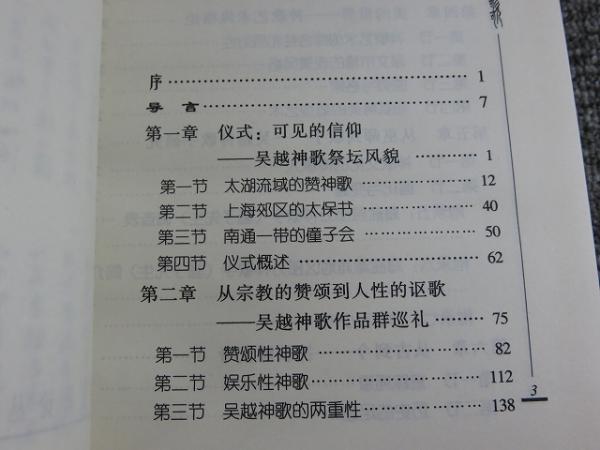 序……………………………………… 1
导 言………………………………… 7
第一章 仪式：可见的信仰
——吴越神歌祭坛风貌………… 1
第一节 太湖流域的赞神歌……………… 12
第二节 上海郊区的太保书……………… 40
第三节 南通一带的僮子会……………… 50
第四节 仪式概述………………………… 62
第二章 从宗教的赞颂到人性的讴歌
——吴越神歌作品群巡礼……… 75
第一节 赞颂性神歌……………………… 82
第二节 娱乐性神歌……………………… 112
第三节 吴越神歌的两重性……………… 138
3